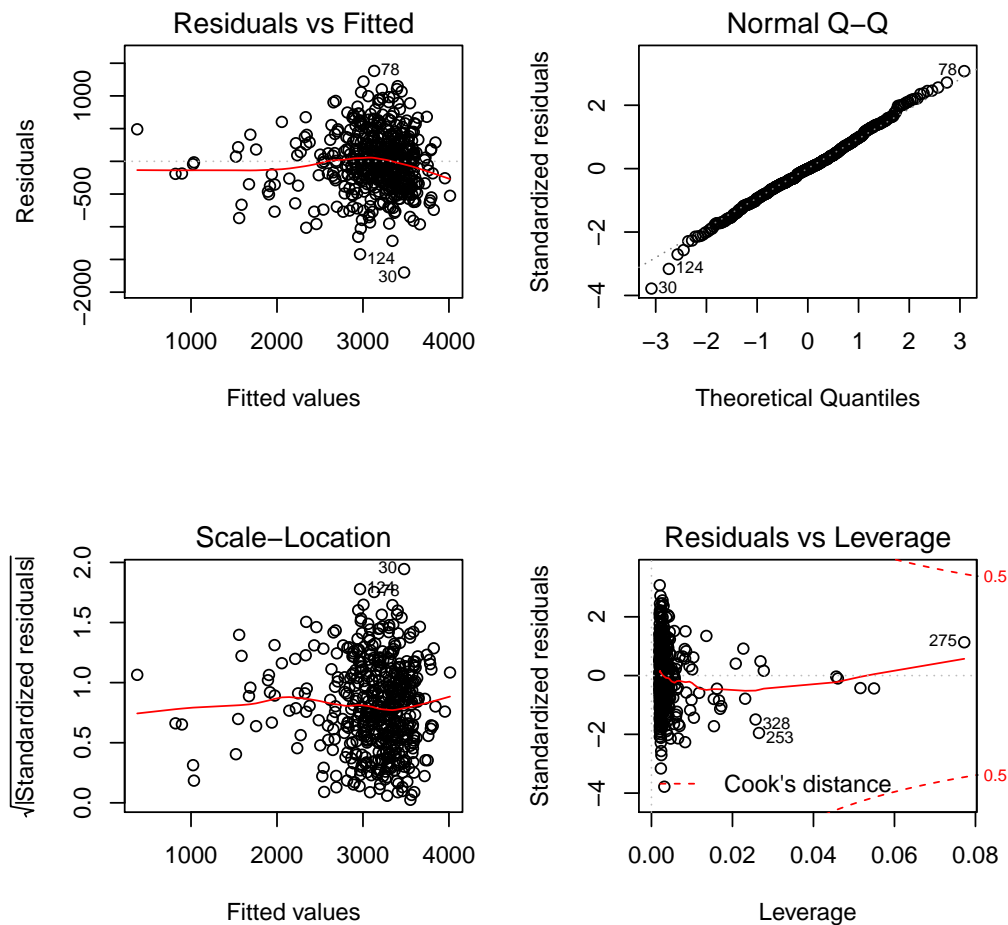 Residuals vs Fitted
Residuals
1000
−500
−2000
1000 2000 3000 4000
Fitted values
78
124
30
Normal Q−Q
Standardized residuals
2
0
−2
−4
−3 −2 −1 0 1 2 3
Theoretical Quantiles
78
124
30
Scale−Location
√|Standardized residuals|
2.0
1.5
1.0
0.5
0.0
1000 2000 3000 4000
Fitted values
30
124
78
Residuals vs Leverage
Standardized residuals
2
0
−2
−4
0.00 0.02 0.04 0.06 0.08
Leverage
0.5
275
328
253
Cook's distance
0.5